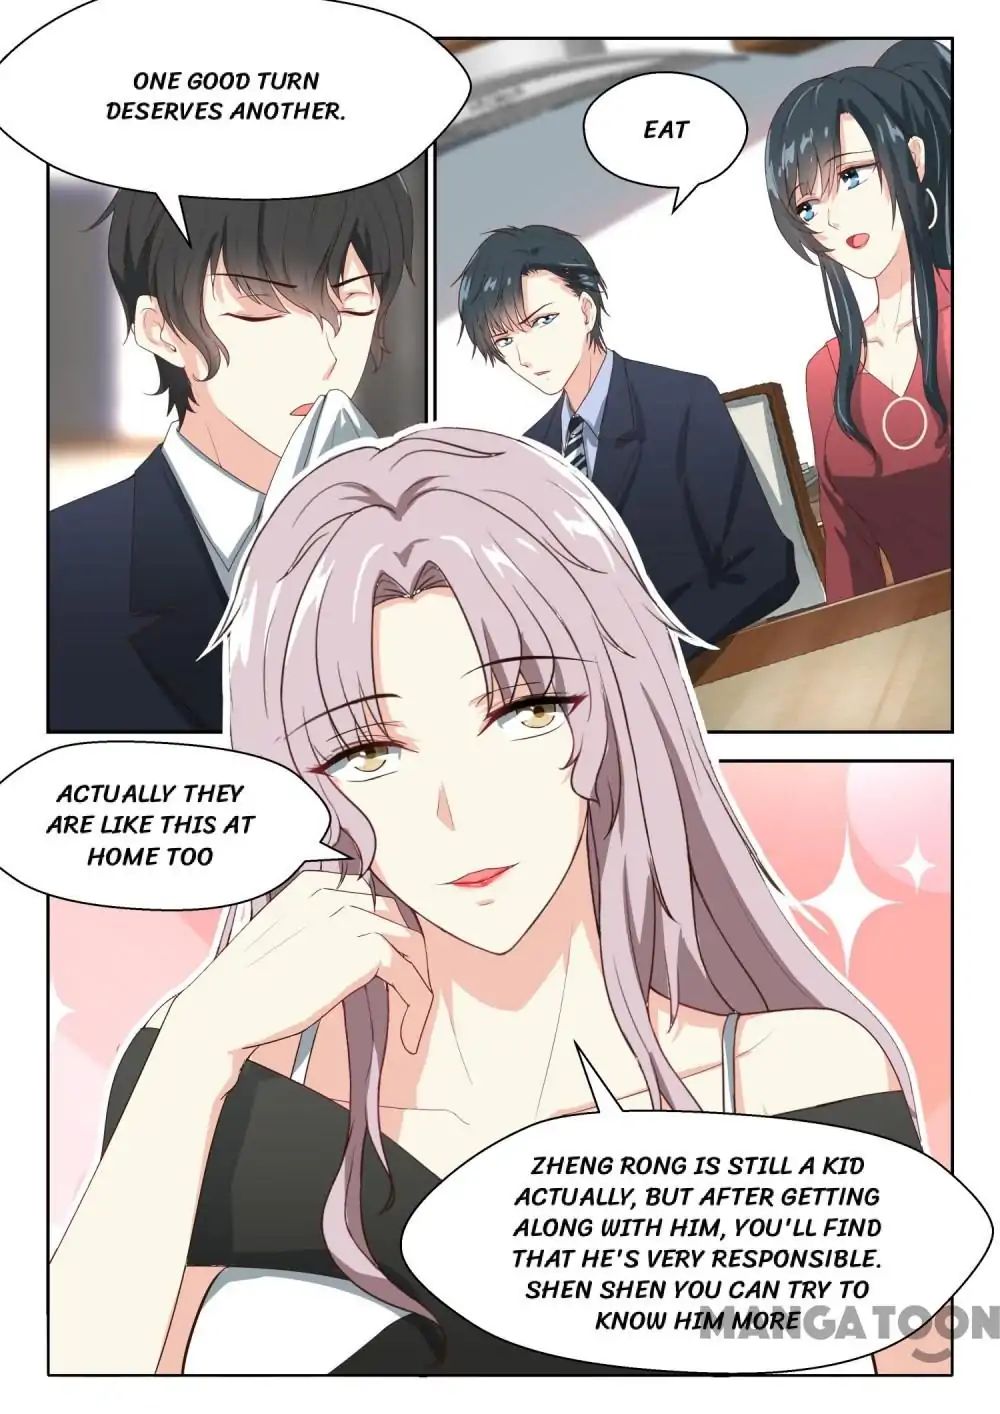 ONE GOOD TURN
DESERVES ANOTHER.
EAT
ACTUALLY THEY
ARE LIKE THIS AT
HOME TOO
ZHENG RONG IS STILL A KID
ACTUALLY, BUT AFTER GETTING
ALONG WITH HIM, YOU'LL FIND
THAT HE'S VERY RESPONSIBLE.
SHEN SHEN YOU CAN TRY TO
KNOW HIM MORE
MANGATOON